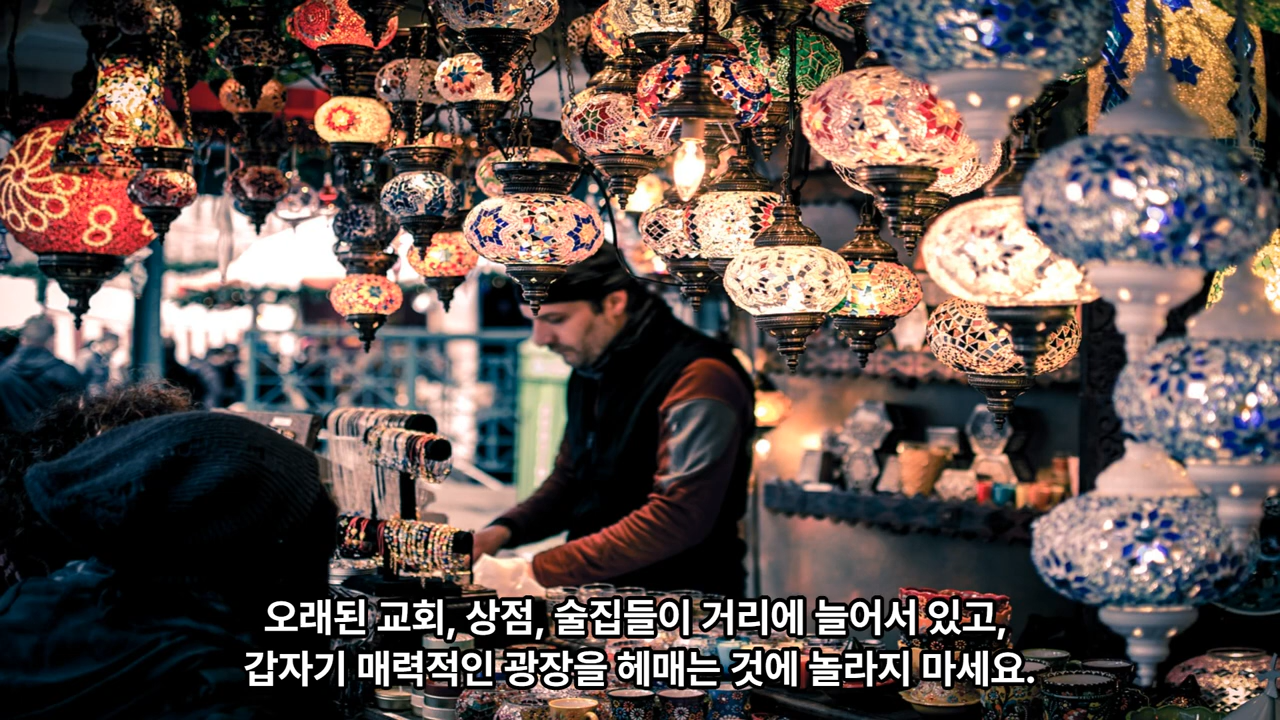 오래된 교회, 상점, 술집들이 거리에 늘어서 있고,
갑자기 매력적인 광장을 헤매는 것에 놀라지 마세요.